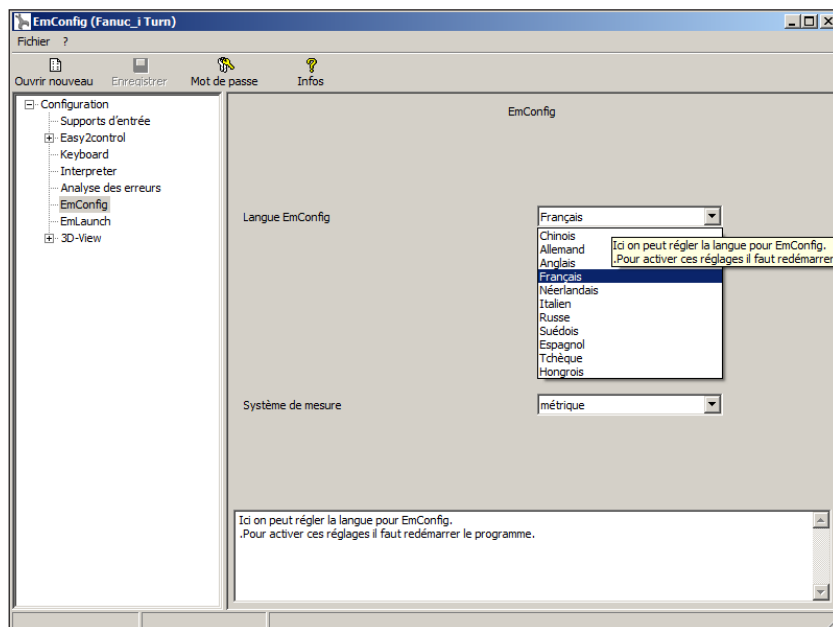 EmConfig (Fanuc_i Turn)
Fichier ?
Ouvrir nouveau Enregistrer Mot de passe Infos
Configuration
Supports d'entrée
Easy2control
Keyboard
Interpreter
Analyse des erreurs
EmConfig
EmLaunch
3D-View
EmConfig
Langue EmConfig
Français
Chinois
Allemand
Anglais
Français
Néerlandais
Italien
Russe
Suédois
Espagnol
Tchèque
Hongrois
Ici on peut régler la langue pour EmConfig.
.Pour activer ces réglages il faut redémarrer
Système de mesure
métrique
Ici on peut régler la langue pour EmConfig.
.Pour activer ces réglages il faut redémarrer le programme.